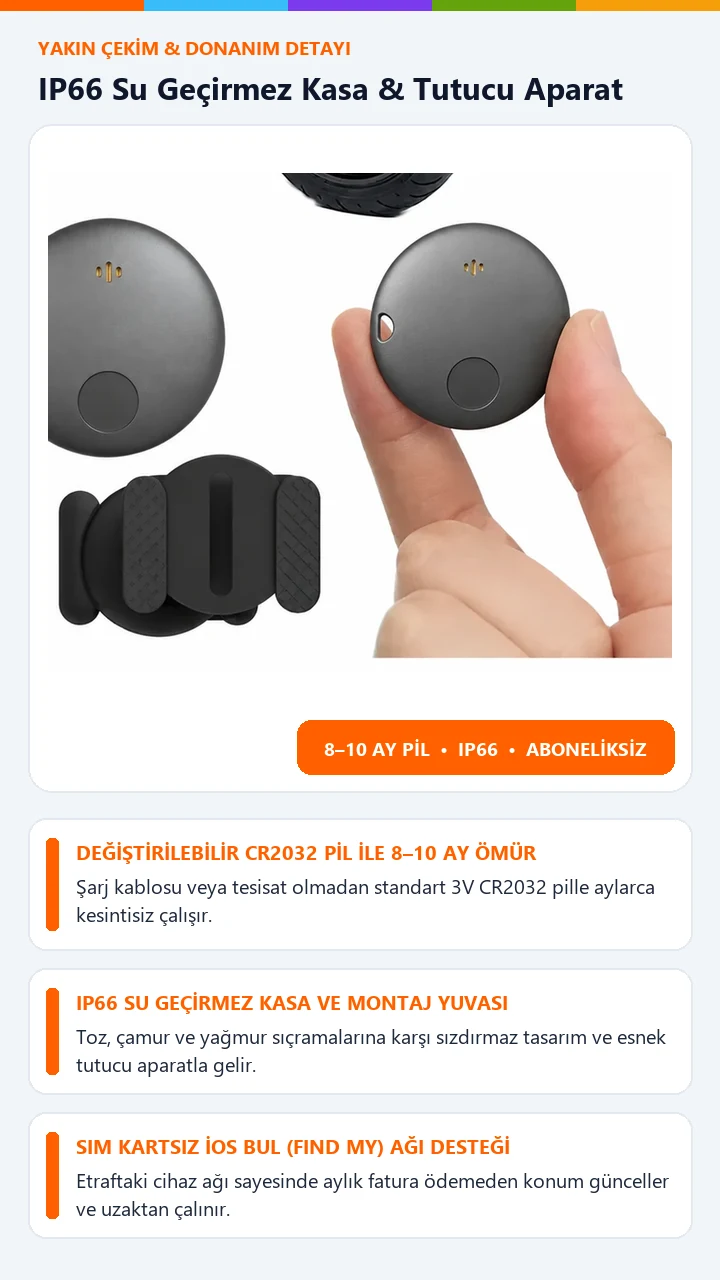 YAKIN ÇEKİM & DONANIM DETAYI
IP66 Su Geçirmez Kasa & Tutucu Aparat
8–10 AY PİL • IP66 • ABONELİKSİZ
DEĞİŞTİRİLEBİLİR CR2032 PİL İLE 8–10 AY ÖMÜR
Şarj kablosu veya tesisat olmadan standart 3V CR2032 pille aylarca
kesintisiz çalışır.
IP66 SU GEÇİRMEZ KASA VE MONTAJ YUVASI
Toz, çamur ve yağmur sıçramalarına karşı sızdırmaz tasarım ve esnek
tutucu aparatla gelir.
SIM KARTSIZ İOS BUL (FIND MY) AĞI DESTEĞİ
Etraftaki cihaz ağı sayesinde aylık fatura ödemeden konum günceller
ve uzaktan çalınır.